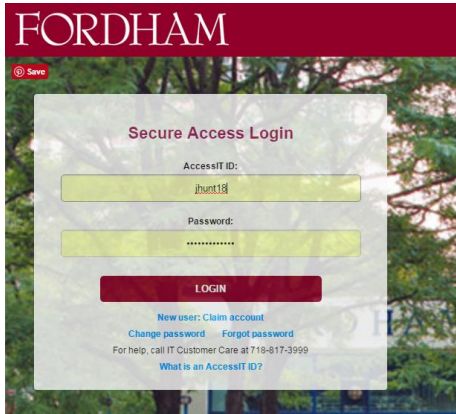 FORDHAM
Save
Secure Access Login
AccessIT ID:
jhunt18
Password:
•••••••••••••
LOGIN
New user: Claim account
Change password Forgot password
For help, call IT Customer Care at 718-817-3999
What is an AccessIT ID?